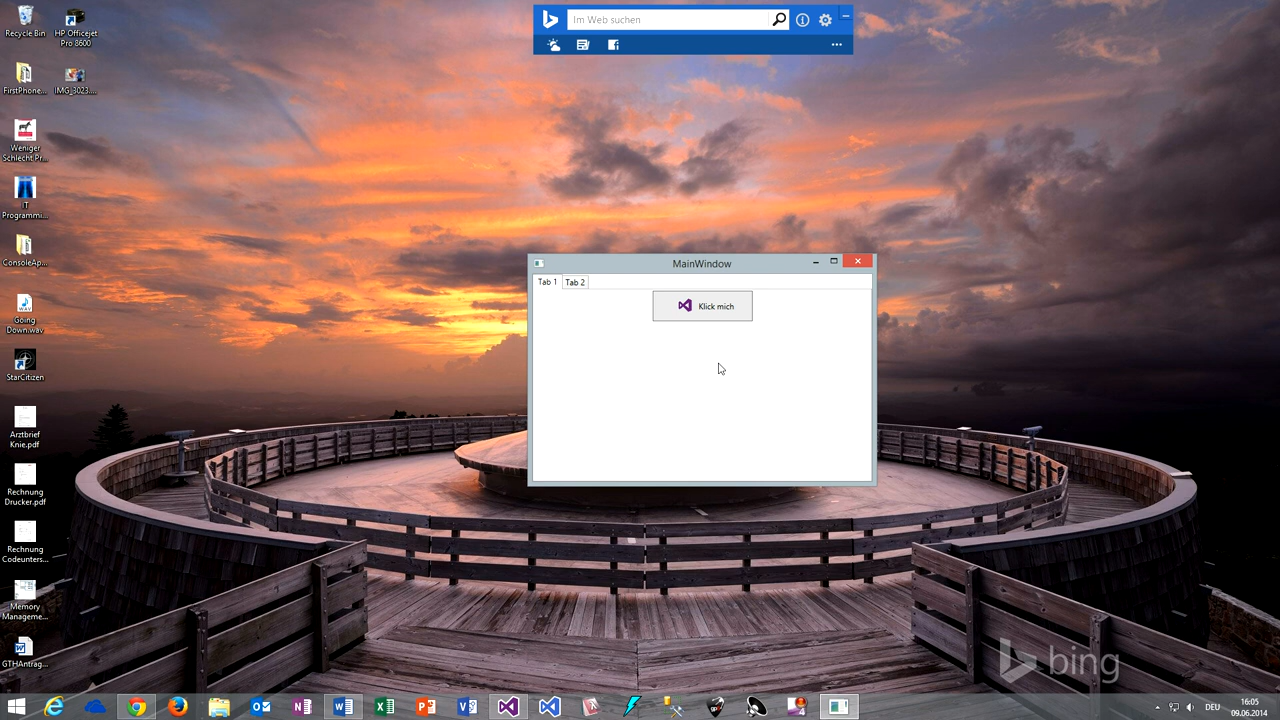 Im Web suchen
Recycle Bin
HP Officejet
Pro 8600
FirstPhone...
IMG_3023....
Weniger
Schlecht Pr...
IT
Programmi...
ConsoleAp...
Going
Down.wav
StarCitizen
Arztbrief
Knie.pdf
Rechnung
Drucker.pdf
Rechnung
Codeunters...
Memory
Manageme...
GTHAntrag...
MainWindow
Tab 1
Tab 2
Klick mich
bing
DEU
16:05
09.06.2014